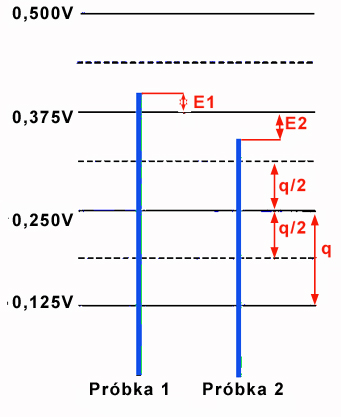 0,500V
E1
0,375V
E2
q/2
0,250V
q/2
q
0,125V
Próbka 1
Próbka 2